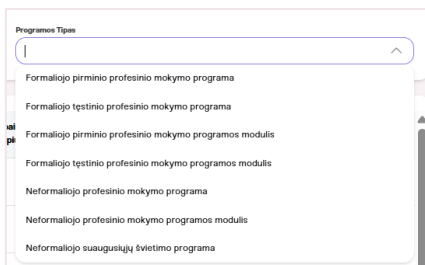 Programos Tipas
Formaliojo pirminio profesinio mokymo programa
Formaliojo tęstinio profesinio mokymo programa
Formaliojo pirminio profesinio mokymo programos modulis
Formaliojo tęstinio profesinio mokymo programos modulis
Neformaliojo profesinio mokymo programa
Neformaliojo profesinio mokymo programos modulis
Neformaliojo suaugusiųjų švietimo programa